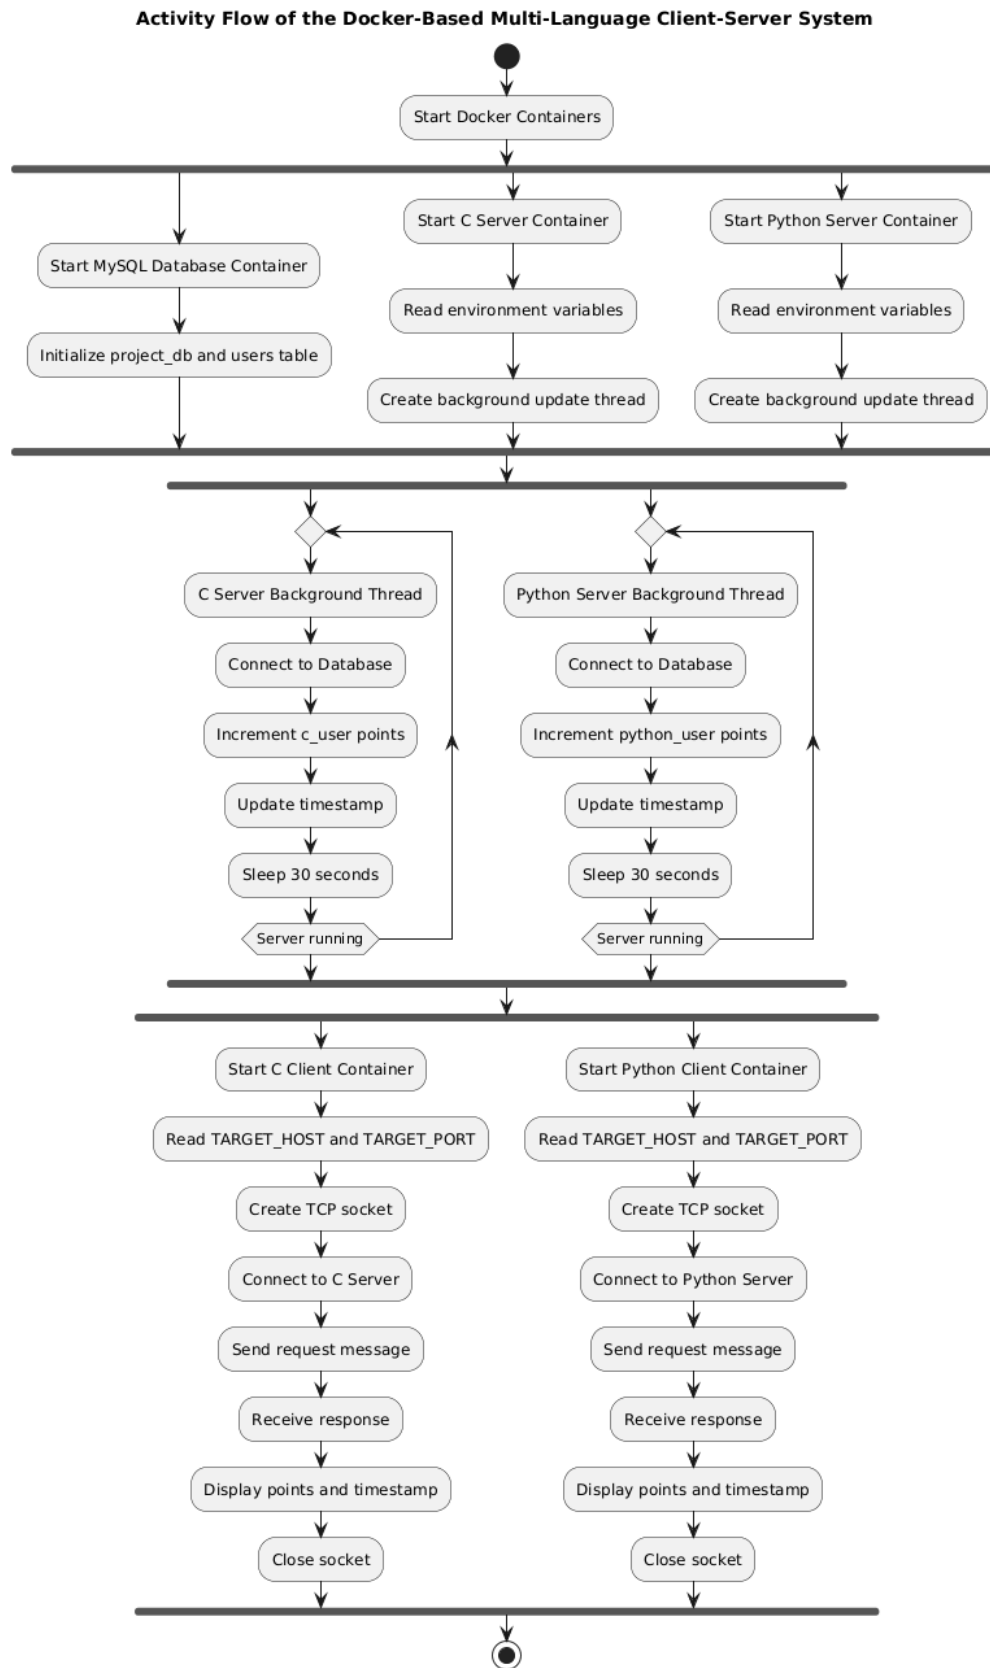 Activity Flow of the Docker-Based Multi-Language Client-Server System
Start Docker Containers
Start MySQL Database Container
Initialize project_db and users table
Start C Server Container
Read environment variables
Create background update thread
Start Python Server Container
Read environment variables
Create background update thread
C Server Background Thread
Connect to Database
Increment c_user points
Update timestamp
Sleep 30 seconds
Server running
Python Server Background Thread
Connect to Database
Increment python_user points
Update timestamp
Sleep 30 seconds
Server running
Start C Client Container
Read TARGET_HOST and TARGET_PORT
Create TCP socket
Connect to C Server
Send request message
Receive response
Display points and timestamp
Close socket
Start Python Client Container
Read TARGET_HOST and TARGET_PORT
Create TCP socket
Connect to Python Server
Send request message
Receive response
Display points and timestamp
Close socket